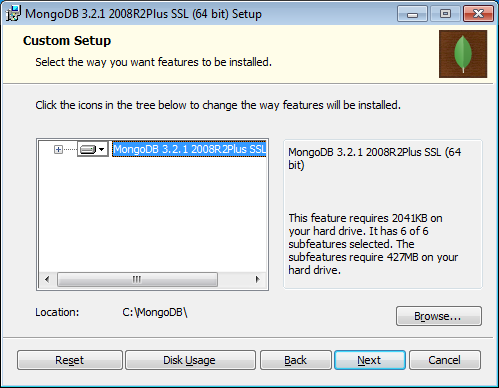 MongoDB 3.2.1 2008R2Plus SSL (64 bit) Setup
Custom Setup
Select the way you want features to be installed.
Click the icons in the tree below to change the way features will be installed.
MongoDB 3.2.1 2008R2Plus SSL
MongoDB 3.2.1 2008R2Plus SSL (64
bit)
This feature requires 2041KB on
your hard drive. It has 6 of 6
subfeatures selected. The
subfeatures require 427MB on your
hard drive.
Location: C:\MongoDB\
Browse...
Reset Disk Usage Back Next Cancel